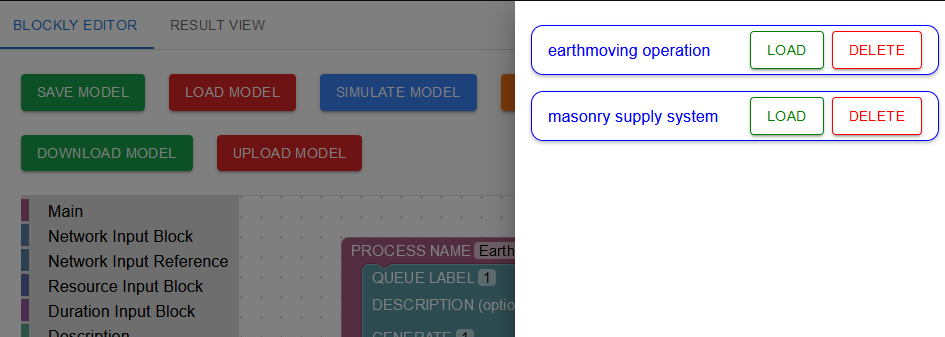 BLOCKLY EDITOR RESULT VIEW
SAVE MODEL LOAD MODEL SIMULATE MODEL
DOWNLOAD MODEL UPLOAD MODEL
Main
Network Input Block
Network Input Reference
Resource Input Block
Duration Input Block
Description
PROCESS NAME Earth
QUEUE LABEL 1
DESCRIPTION (optio
GENERATE 1
earthmoving operation LOAD DELETE
masonry supply system LOAD DELETE